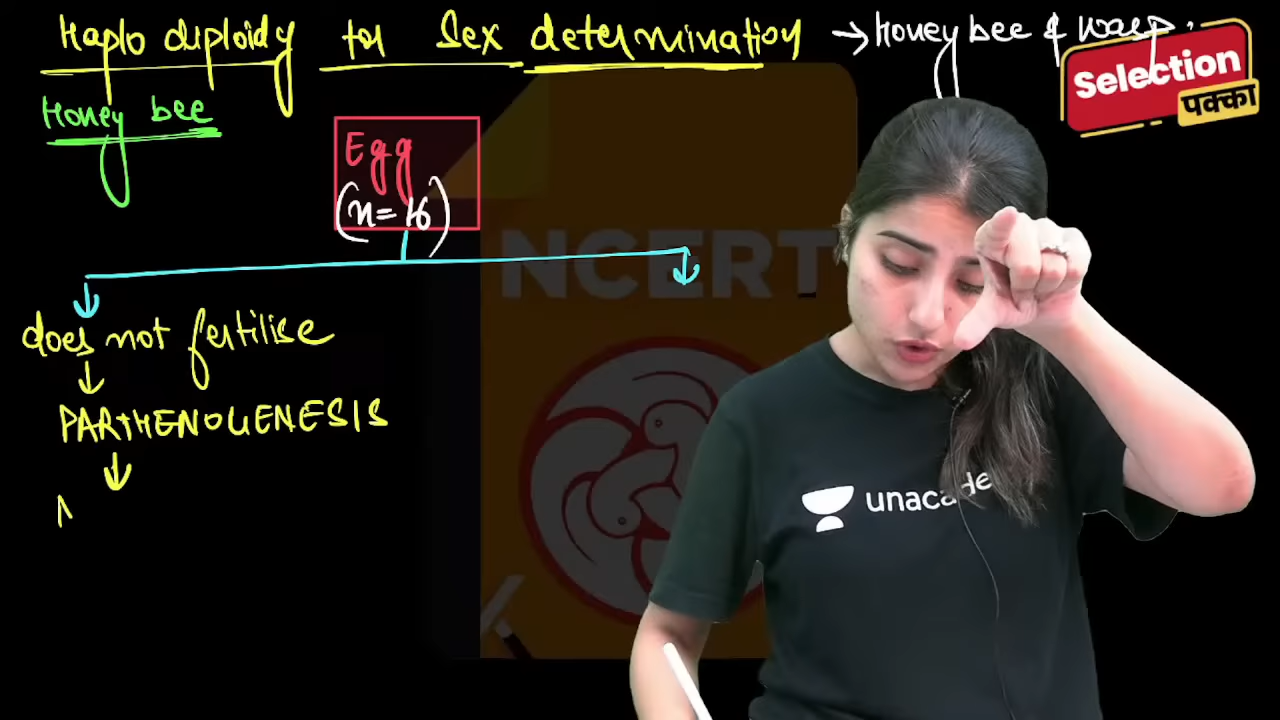 Haplo diploidy for Sex determination → Honey bee & wasp.
Selection
पक्का
Honey bee
Egg
(n=16)
NCERT
does not fertilise
PARTHENOGENESIS
unacade